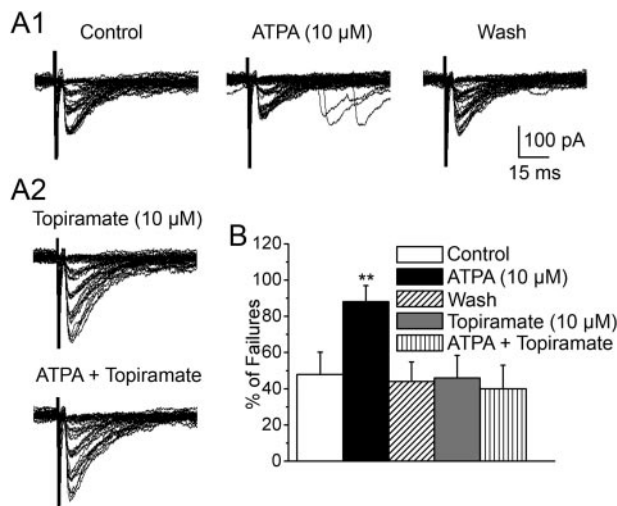 A1
Control
ATPA (10 µM)
Wash
100 pA
15 ms
A2
Topiramate (10 µM)
ATPA + Topiramate
B
120
100
80
60
40
20
0
% of Failures
**
Control
ATPA (10 µM)
Wash
Topiramate (10 µM)
ATPA + Topiramate